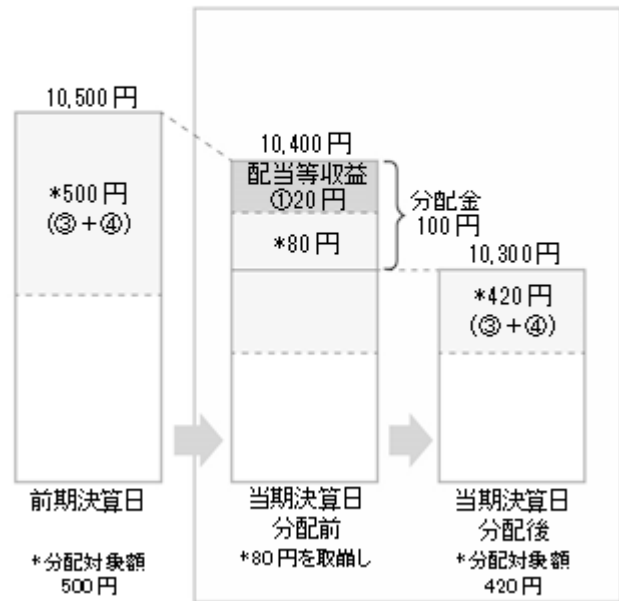 10,500円
*500円
(③+④)
前期決算日
*分配対象額
500円
10,400円
配当等収益
①20円
*80円
分配金
100円
当期決算日
分配前
*80円を取崩し
10,300円
*420円
(③+④)
当期決算日
分配後
*分配対象額
420円